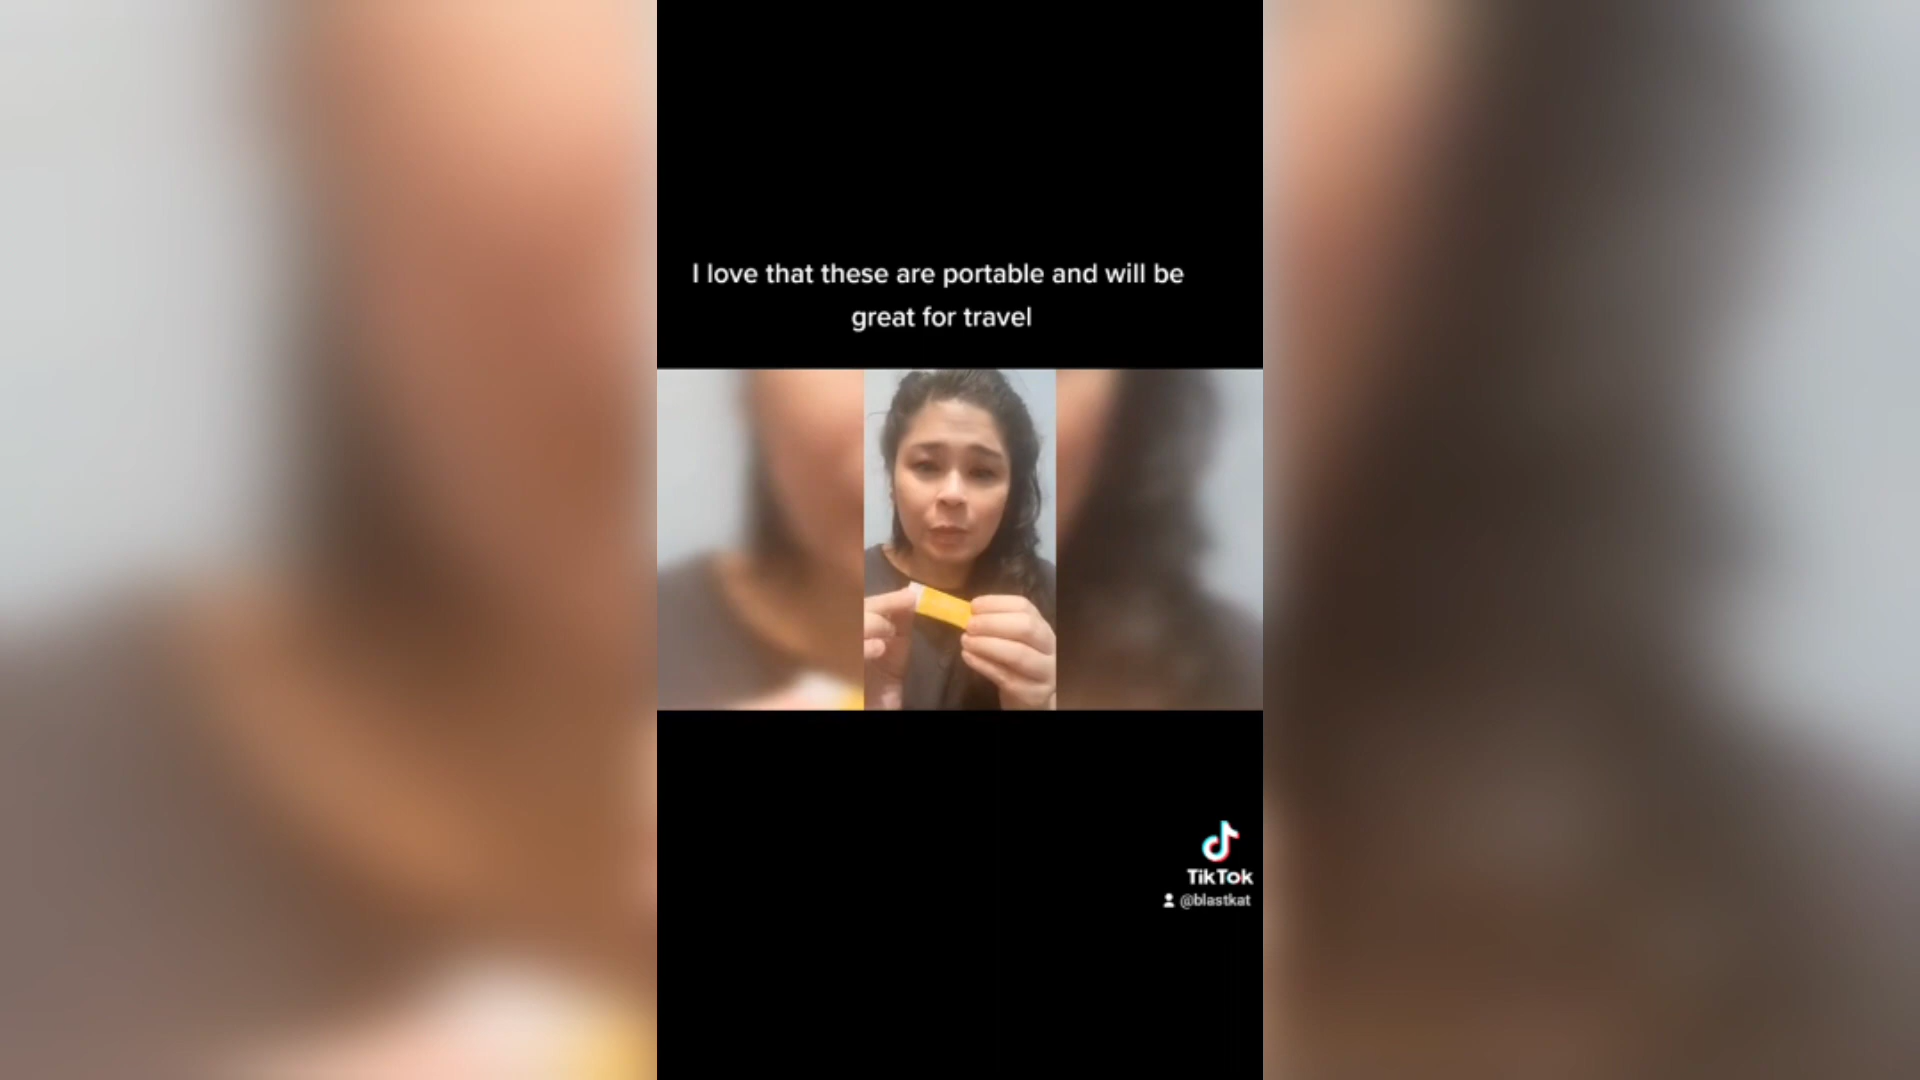 I love that these are portable and will be
great for travel
TikTok
@blastkat